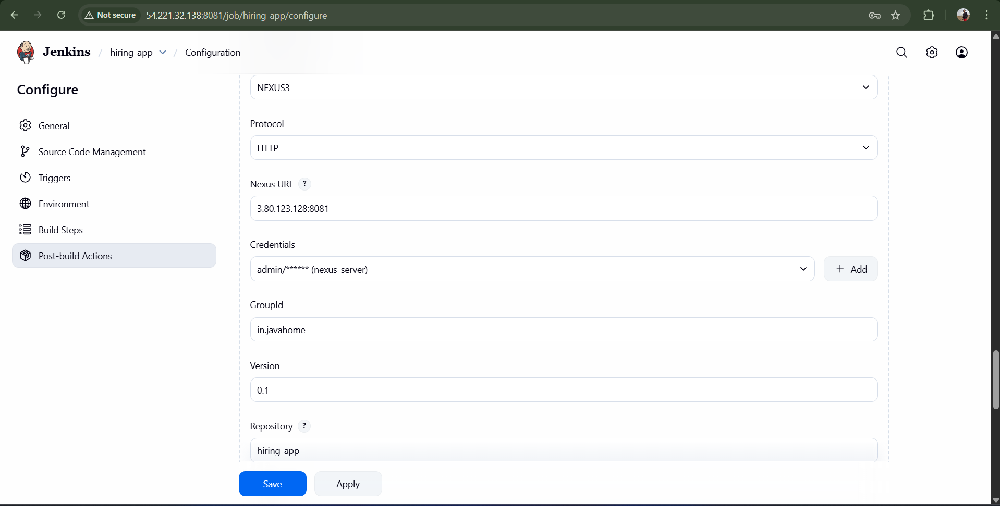 Not secure 54.221.32.138:8081/job/hiring-app/configure
Jenkins / hiring-app / Configuration
Configure
General
Source Code Management
Triggers
Environment
Build Steps
Post-build Actions
NEXUS3
Protocol
HTTP
Nexus URL ?
3.80.123.128:8081
Credentials
admin/****** (nexus_server)
+ Add
GroupId
in.javahome
Version
0.1
Repository ?
hiring-app
Save
Apply